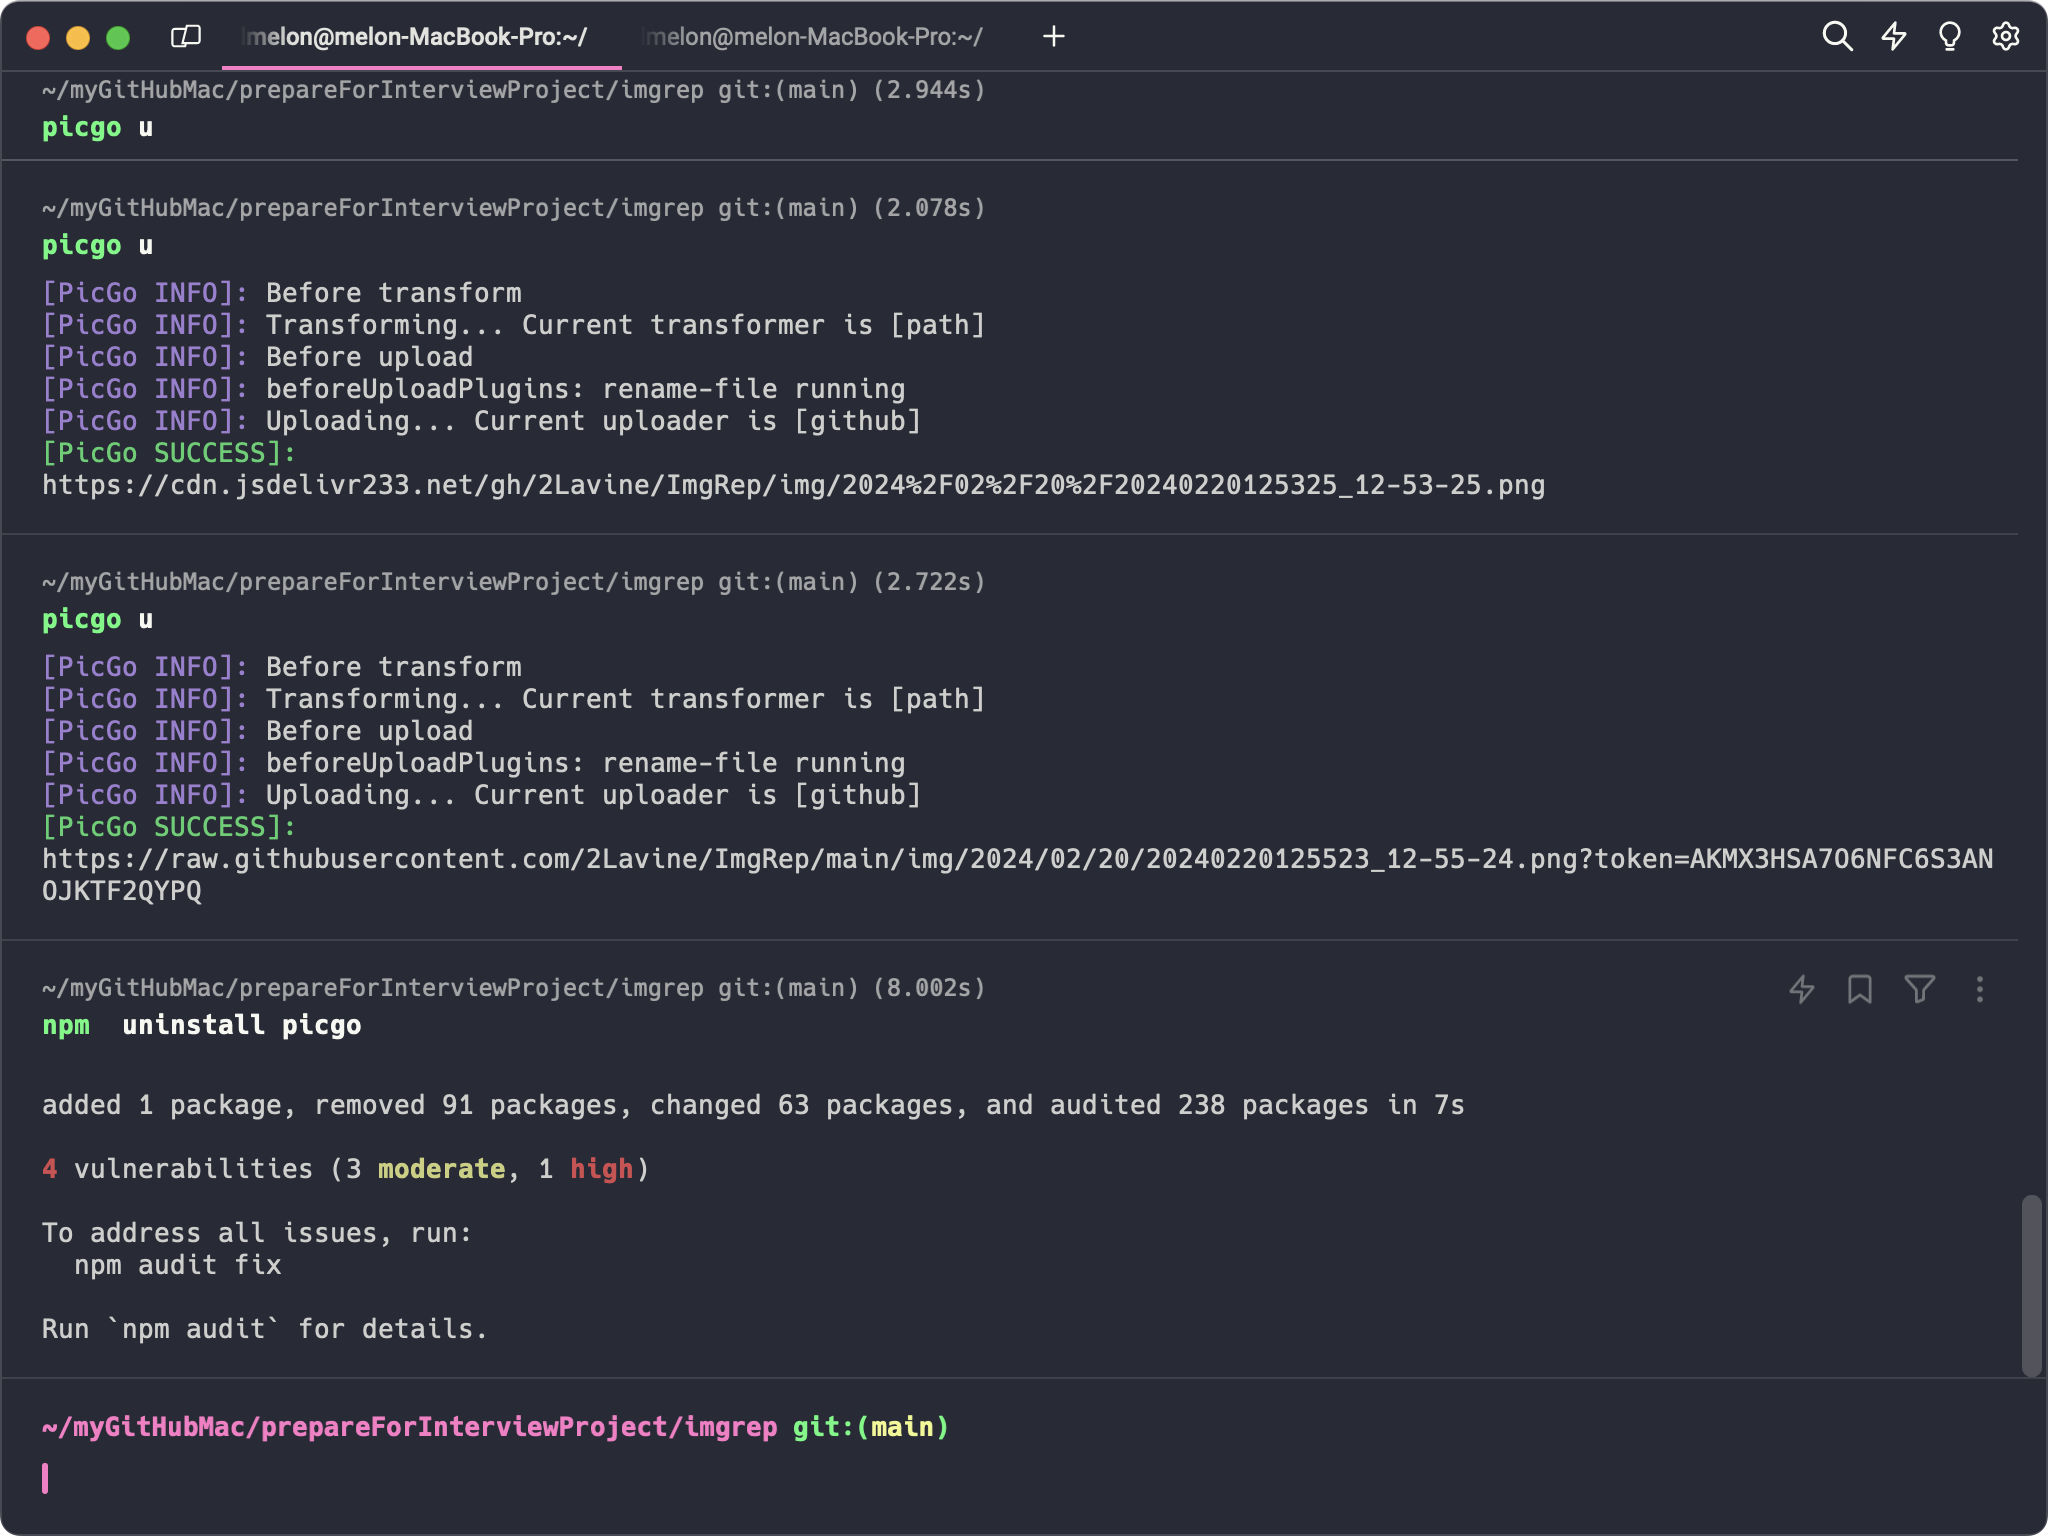 melon@melon-MacBook-Pro:~/ melon@melon-MacBook-Pro:~/ +
~/myGitHubMac/prepareForInterviewProject/imgrep git:(main) (2.944s)
picgo u
~/myGitHubMac/prepareForInterviewProject/imgrep git:(main) (2.078s)
picgo u
[PicGo INFO]: Before transform
[PicGo INFO]: Transforming... Current transformer is [path]
[PicGo INFO]: Before upload
[PicGo INFO]: beforeUploadPlugins: rename-file running
[PicGo INFO]: Uploading... Current uploader is [github]
[PicGo SUCCESS]:
https://cdn.jsdelivr233.net/gh/2Lavine/ImgRep/img/2024%2F02%2F20%2F20240220125325_12-53-25.png
~/myGitHubMac/prepareForInterviewProject/imgrep git:(main) (2.722s)
picgo u
[PicGo INFO]: Before transform
[PicGo INFO]: Transforming... Current transformer is [path]
[PicGo INFO]: Before upload
[PicGo INFO]: beforeUploadPlugins: rename-file running
[PicGo INFO]: Uploading... Current uploader is [github]
[PicGo SUCCESS]:
https://raw.githubusercontent.com/2Lavine/ImgRep/main/img/2024/02/20/20240220125523_12-55-24.png?token=AKMX3HSA7O6NFC6S3AN
OJKTF2QYPQ
~/myGitHubMac/prepareForInterviewProject/imgrep git:(main) (8.002s)
npm  uninstall picgo
added 1 package, removed 91 packages, changed 63 packages, and audited 238 packages in 7s
4 vulnerabilities (3 moderate, 1 high)
To address all issues, run:
  npm audit fix
Run `npm audit` for details.
~/myGitHubMac/prepareForInterviewProject/imgrep git:(main)